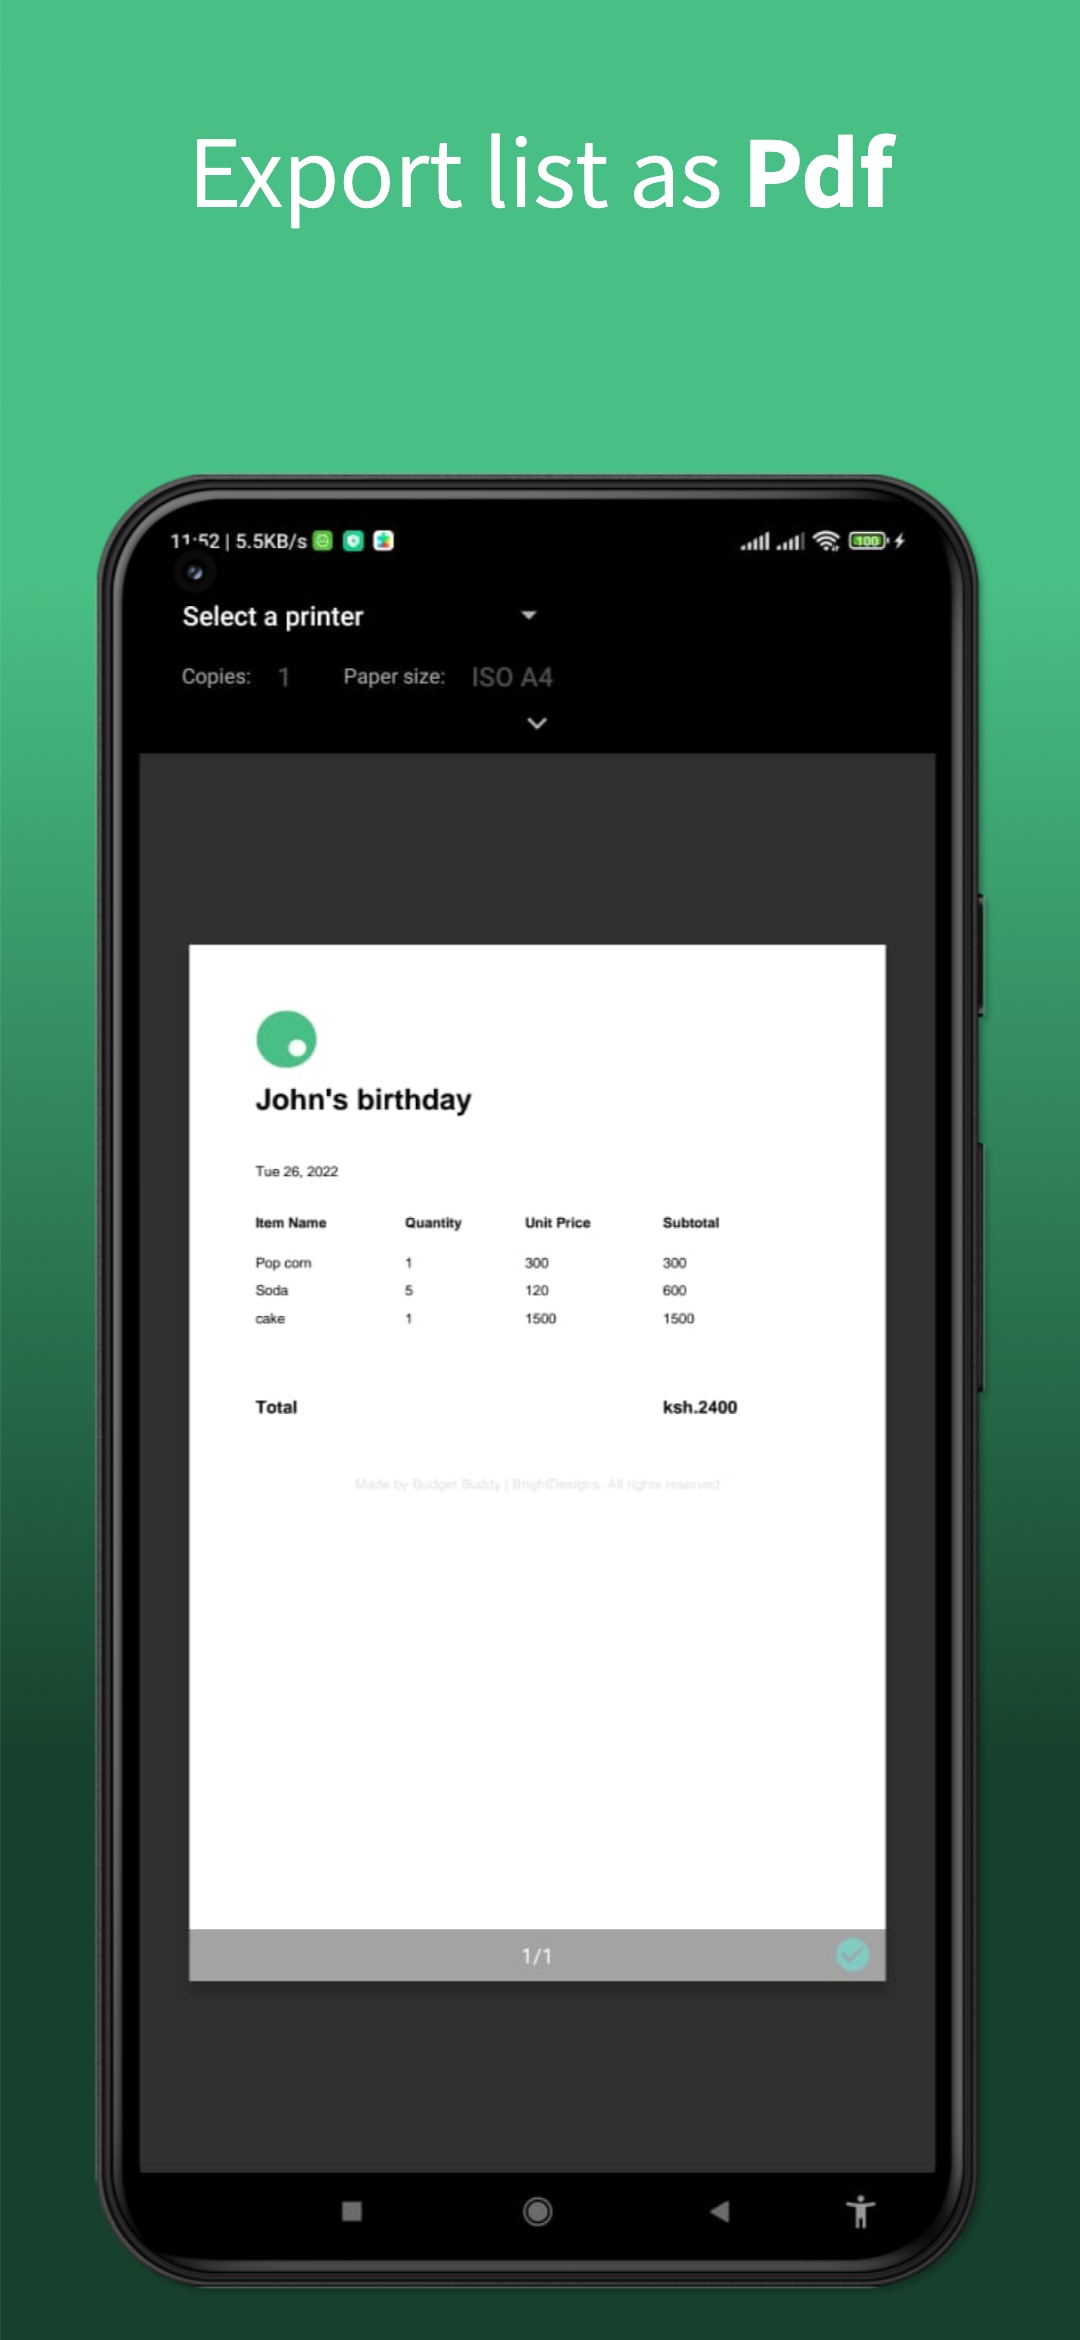 Export list as Pdf
11:52 | 5.5KB/s 100
Select a printer
Copies: 1 Paper size: ISO A4
John's birthday
Tue 26, 2022
Item Name Quantity Unit Price Subtotal
Pop corn 1 300 300
Soda 5 120 600
cake 1 1500 1500
Total ksh.2400
Made by Budget Buddy | BrightDesigns. All rights reserved
1/1